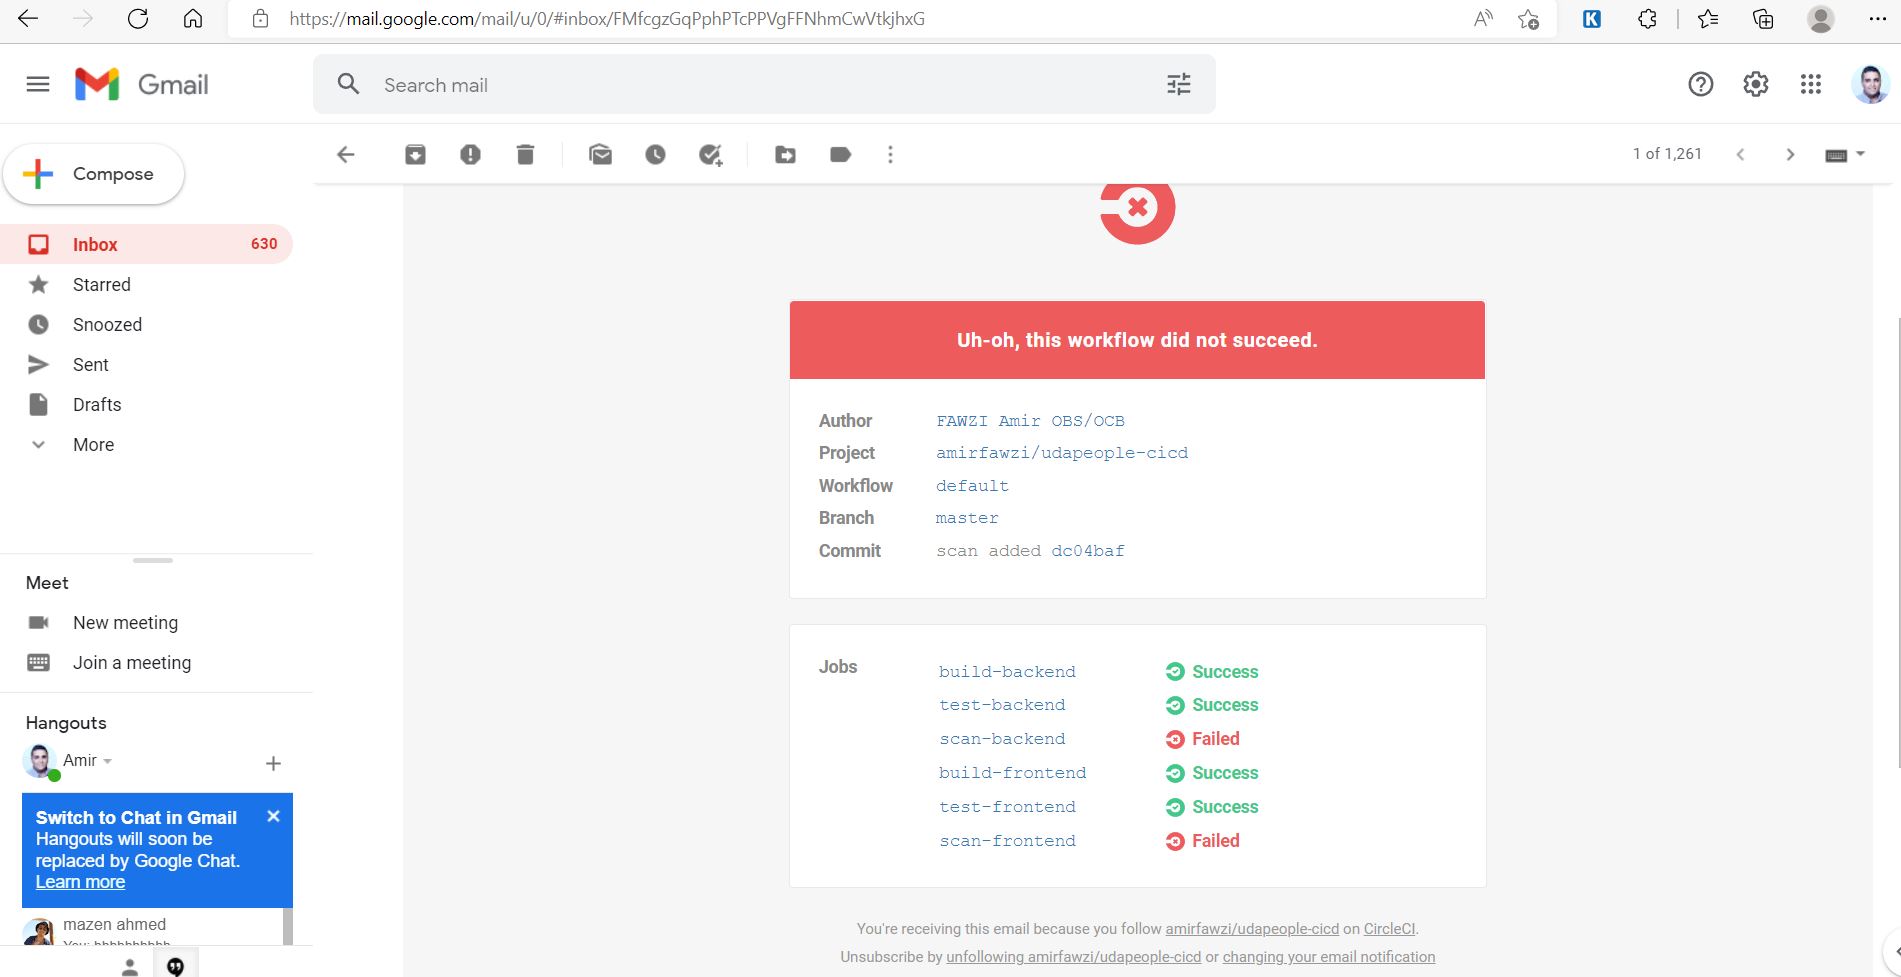 https://mail.google.com/mail/u/0/#inbox/FMfcgzGqPphPTcPPVgFFNhmCwVtkjhxG
Gmail
Search mail
Compose
1 of 1,261
Inbox 630
Starred
Snoozed
Sent
Drafts
More
Meet
New meeting
Join a meeting
Hangouts
Amir
Switch to Chat in Gmail
Hangouts will soon be
replaced by Google Chat.
Learn more
mazen ahmed
You: hhhhhhhhhh
Uh-oh, this workflow did not succeed.
Author FAWZI Amir OBS/OCB
Project amirfawzi/udapeople-cicd
Workflow default
Branch master
Commit scan added dc04baf
Jobs build-backend Success
test-backend Success
scan-backend Failed
build-frontend Success
test-frontend Success
scan-frontend Failed
You're receiving this email because you follow amirfawzi/udapeople-cicd on CircleCI.
Unsubscribe by unfollowing amirfawzi/udapeople-cicd or changing your email notification